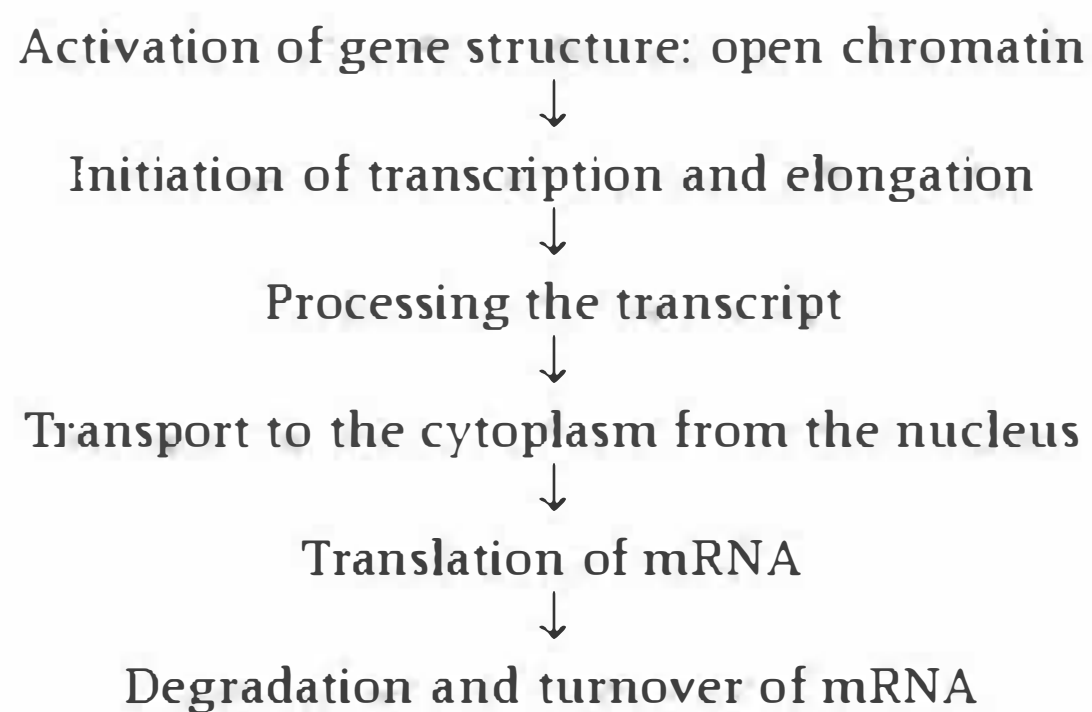 Activation of gene structure: open chromatin
↓
Initiation of transcription and elongation
↓
Processing the transcript
↓
Transport to the cytoplasm from the nucleus
↓
Translation of mRNA
↓
Degradation and turnover of mRNA